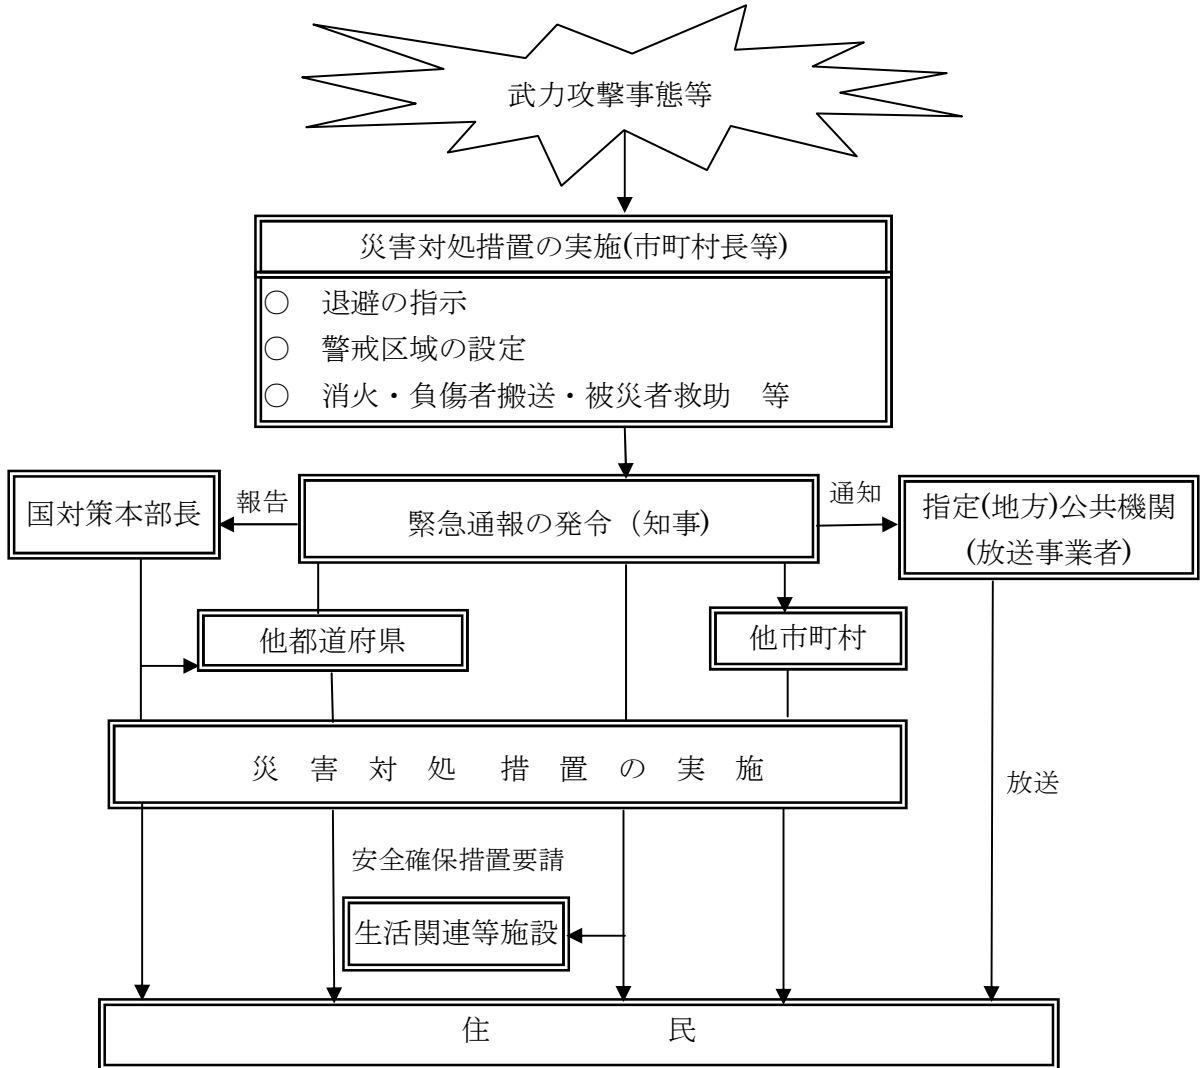 武力攻撃事態等
災害対処措置の実施(市町村長等)
○ 退避の指示
○ 警戒区域の設定
○ 消火・負傷者搬送・被災者救助 等
国対策本部長
報告
緊急通報の発令（知事）
通知
指定(地方)公共機関
(放送事業者)
他都道府県
他市町村
災 害 対 処 措 置 の 実 施
放送
安全確保措置要請
生活関連等施設
住 民